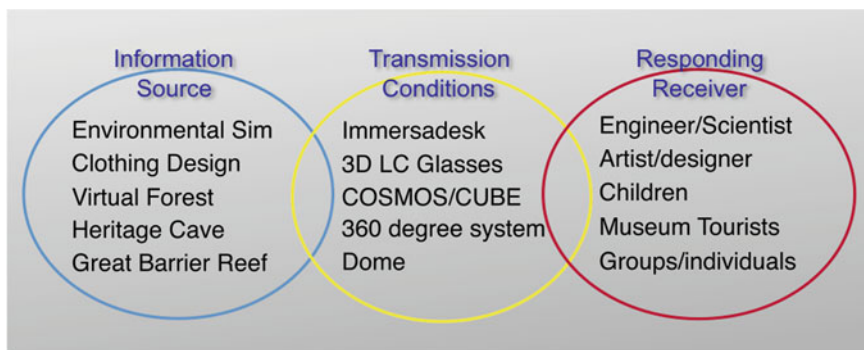 Information
Source
Environmental Sim
Clothing Design
Virtual Forest
Heritage Cave
Great Barrier Reef
Transmission
Conditions
Immersadesk
3D LC Glasses
COSMOS/CUBE
360 degree system
Dome
Responding
Receiver
Engineer/Scientist
Artist/designer
Children
Museum Tourists
Groups/individuals